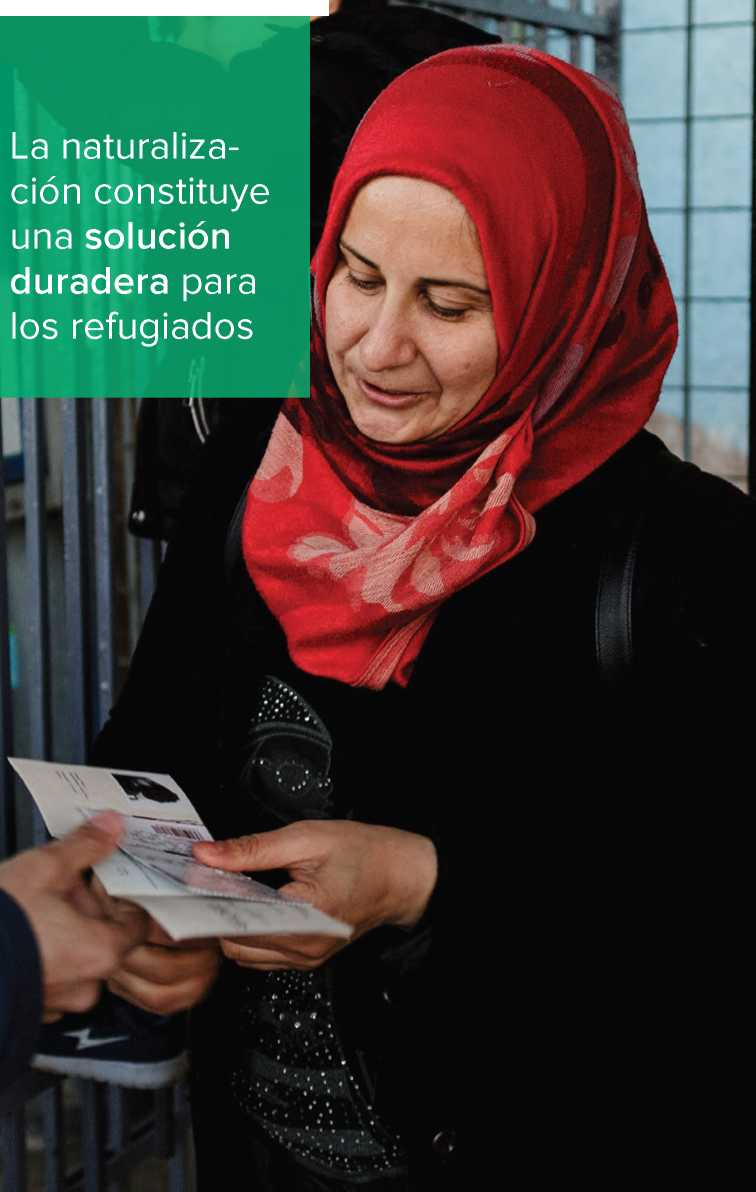 La naturaliza-
ción constituye
una solución
duradera para
los refugiados